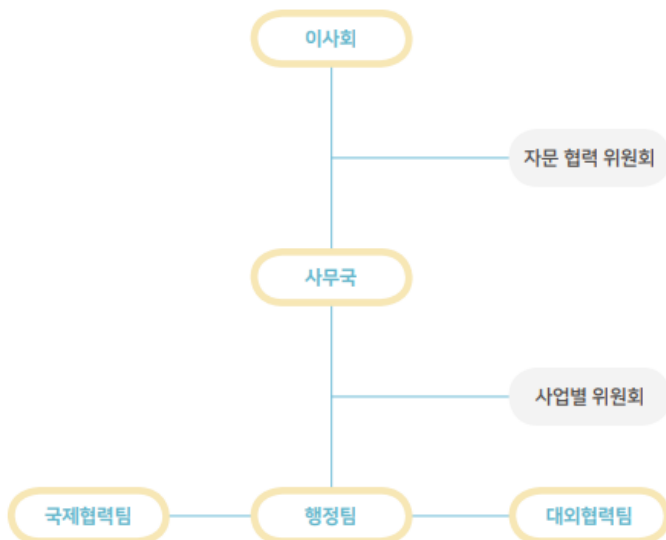 이사회
자문 협력 위원회
사무국
사업별 위원회
국제협력팀
행정팀
대외협력팀